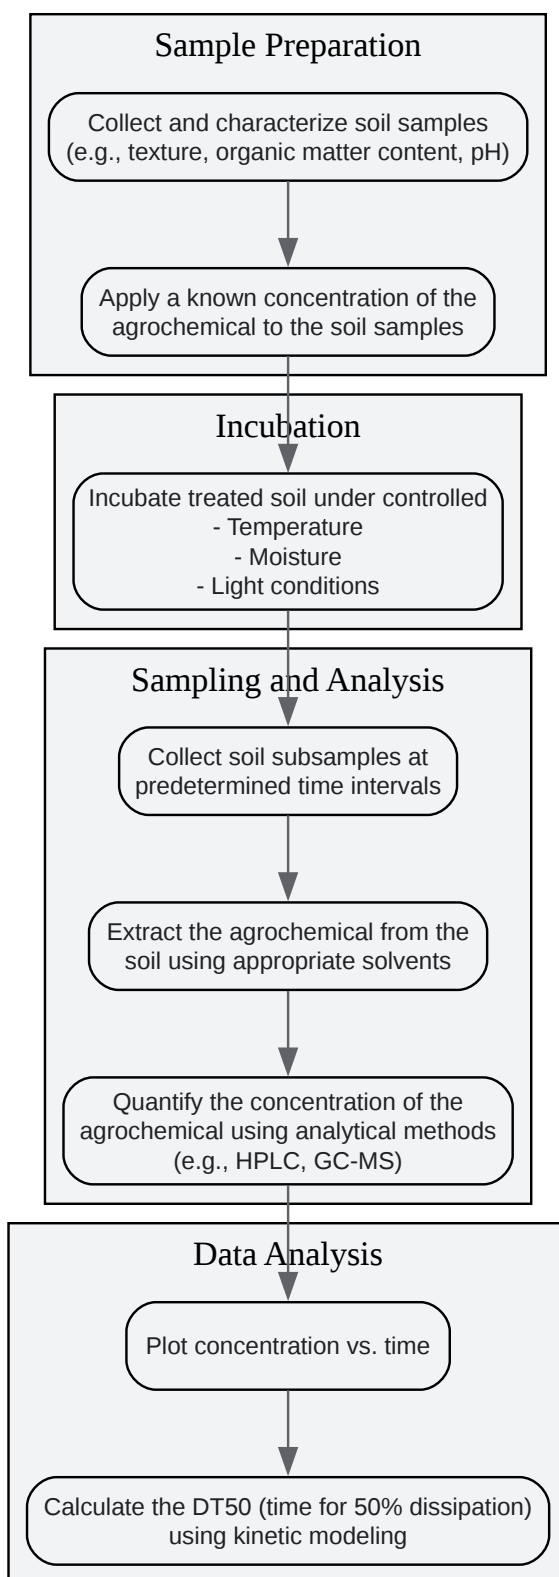 Sample Preparation
Collect and characterize soil samples
(e.g., texture, organic matter content, pH)
Apply a known concentration of the
agrochemical to the soil samples
Incubation
Incubate treated soil under controlled
- Temperature
- Moisture
- Light conditions
Sampling and Analysis
Collect soil subsamples at
predetermined time intervals
Extract the agrochemical from the
soil using appropriate solvents
Quantify the concentration of the
agrochemical using analytical methods
(e.g., HPLC, GC-MS)
Data Analysis
Plot concentration vs. time
Calculate the DT50 (time for 50% dissipation)
using kinetic modeling